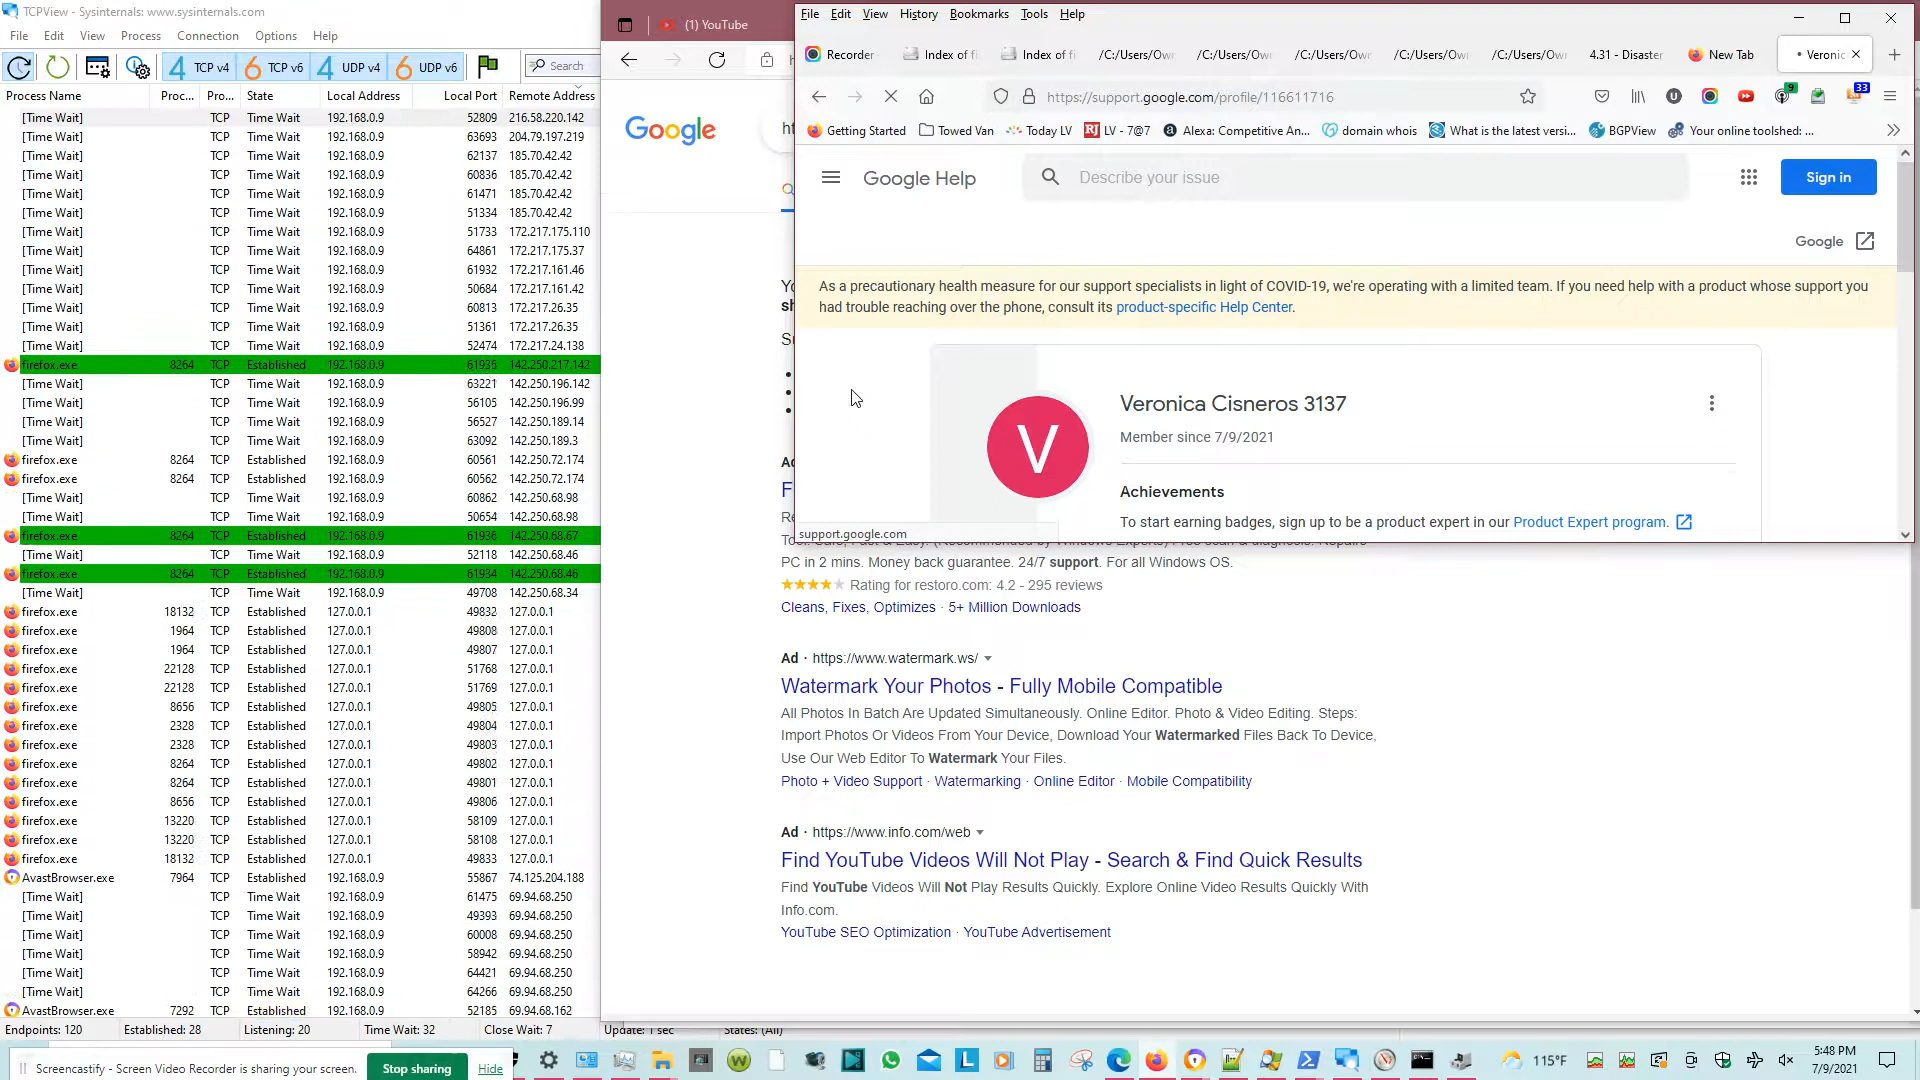 TCPView - Sysinternals: www.sysinternals.com
File Edit View Process Connection Options Help
4 TCP v4 6 TCP v6 4 UDP v4 6 UDP v6 Search
Process Name Proc... Pro... State Local Address Local Port Remote Address
[Time Wait] TCP Time Wait 192.168.0.9 52809 216.58.220.142
[Time Wait] TCP Time Wait 192.168.0.9 63693 204.79.197.219
[Time Wait] TCP Time Wait 192.168.0.9 62137 185.70.42.42
[Time Wait] TCP Time Wait 192.168.0.9 60836 185.70.42.42
[Time Wait] TCP Time Wait 192.168.0.9 61471 185.70.42.42
[Time Wait] TCP Time Wait 192.168.0.9 51334 185.70.42.42
[Time Wait] TCP Time Wait 192.168.0.9 51733 172.217.175.110
[Time Wait] TCP Time Wait 192.168.0.9 64861 172.217.175.37
[Time Wait] TCP Time Wait 192.168.0.9 61932 172.217.161.46
[Time Wait] TCP Time Wait 192.168.0.9 50684 172.217.161.42
[Time Wait] TCP Time Wait 192.168.0.9 60813 172.217.26.35
[Time Wait] TCP Time Wait 192.168.0.9 51361 172.217.26.35
[Time Wait] TCP Time Wait 192.168.0.9 52474 172.217.24.138
firefox.exe 8264 TCP Established 192.168.0.9 61935 142.250.217.142
[Time Wait] TCP Time Wait 192.168.0.9 63221 142.250.196.142
[Time Wait] TCP Time Wait 192.168.0.9 56105 142.250.196.99
[Time Wait] TCP Time Wait 192.168.0.9 56527 142.250.189.14
[Time Wait] TCP Time Wait 192.168.0.9 63092 142.250.189.3
firefox.exe 8264 TCP Established 192.168.0.9 60561 142.250.72.174
firefox.exe 8264 TCP Established 192.168.0.9 60562 142.250.72.174
[Time Wait] TCP Time Wait 192.168.0.9 60862 142.250.68.98
[Time Wait] TCP Time Wait 192.168.0.9 50654 142.250.68.98
firefox.exe 8264 TCP Established 192.168.0.9 61936 142.250.68.67
[Time Wait] TCP Time Wait 192.168.0.9 52118 142.250.68.46
firefox.exe 8264 TCP Established 192.168.0.9 61934 142.250.68.46
[Time Wait] TCP Time Wait 192.168.0.9 49708 142.250.68.34
firefox.exe 18132 TCP Established 127.0.0.1 49832 127.0.0.1
firefox.exe 1964 TCP Established 127.0.0.1 49808 127.0.0.1
firefox.exe 1964 TCP Established 127.0.0.1 49807 127.0.0.1
firefox.exe 22128 TCP Established 127.0.0.1 51768 127.0.0.1
firefox.exe 22128 TCP Established 127.0.0.1 51769 127.0.0.1
firefox.exe 8656 TCP Established 127.0.0.1 49805 127.0.0.1
firefox.exe 2328 TCP Established 127.0.0.1 49804 127.0.0.1
firefox.exe 2328 TCP Established 127.0.0.1 49803 127.0.0.1
firefox.exe 8264 TCP Established 127.0.0.1 49802 127.0.0.1
firefox.exe 8264 TCP Established 127.0.0.1 49801 127.0.0.1
firefox.exe 8656 TCP Established 127.0.0.1 49806 127.0.0.1
firefox.exe 13220 TCP Established 127.0.0.1 58109 127.0.0.1
firefox.exe 13220 TCP Established 127.0.0.1 58108 127.0.0.1
firefox.exe 18132 TCP Established 127.0.0.1 49833 127.0.0.1
AvastBrowser.exe 7964 TCP Established 192.168.0.9 55867 74.125.204.188
[Time Wait] TCP Time Wait 192.168.0.9 61475 69.94.68.250
[Time Wait] TCP Time Wait 192.168.0.9 49393 69.94.68.250
[Time Wait] TCP Time Wait 192.168.0.9 60008 69.94.68.250
[Time Wait] TCP Time Wait 192.168.0.9 58942 69.94.68.250
[Time Wait] TCP Time Wait 192.168.0.9 64421 69.94.68.250
[Time Wait] TCP Time Wait 192.168.0.9 64266 69.94.68.250
AvastBrowser.exe 7292 TCP Established 192.168.0.9 52185 69.94.68.162
Endpoints: 120 Established: 28 Listening: 20 Time Wait: 32 Close Wait: 7 Update: 1 sec States: (All)
(1) YouTube
Google
File Edit View History Bookmarks Tools Help
Recorder Index of fi Index of fi /C:/Users/Owr /C:/Users/Owr /C:/Users/Owr /C:/Users/Owr /C:/Users/Owr 4.31 - Disaster New Tab Veronic
https://support.google.com/profile/116611716
9 33
Getting Started Towed Van Today LV LV - 7@7 Alexa: Competitive An... domain whois What is the latest versi... BGPView Your online toolshed: ...
Google Help Describe your issue Sign in
Google
As a precautionary health measure for our support specialists in light of COVID-19, we're operating with a limited team. If you need help with a product whose support you
had trouble reaching over the phone, consult its product-specific Help Center.
V
Veronica Cisneros 3137
Member since 7/9/2021
Achievements
To start earning badges, sign up to be a product expert in our Product Expert program.
support.google.com
PC in 2 mins. Money back guarantee. 24/7 support. For all Windows OS.
Rating for restoro.com: 4.2 - 295 reviews
Cleans, Fixes, Optimizes · 5+ Million Downloads
Ad · https://www.watermark.ws/
Watermark Your Photos - Fully Mobile Compatible
All Photos In Batch Are Updated Simultaneously. Online Editor. Photo & Video Editing. Steps:
Import Photos Or Videos From Your Device, Download Your Watermarked Files Back To Device,
Use Our Web Editor To Watermark Your Files.
Photo + Video Support · Watermarking · Online Editor · Mobile Compatibility
Ad · https://www.info.com/web
Find YouTube Videos Will Not Play - Search & Find Quick Results
Find YouTube Videos Will Not Play Results Quickly. Explore Online Video Results Quickly With
Info.com.
YouTube SEO Optimization · YouTube Advertisement
Screencastify - Screen Video Recorder is sharing your screen. Stop sharing Hide
115°F
5:48 PM
7/9/2021